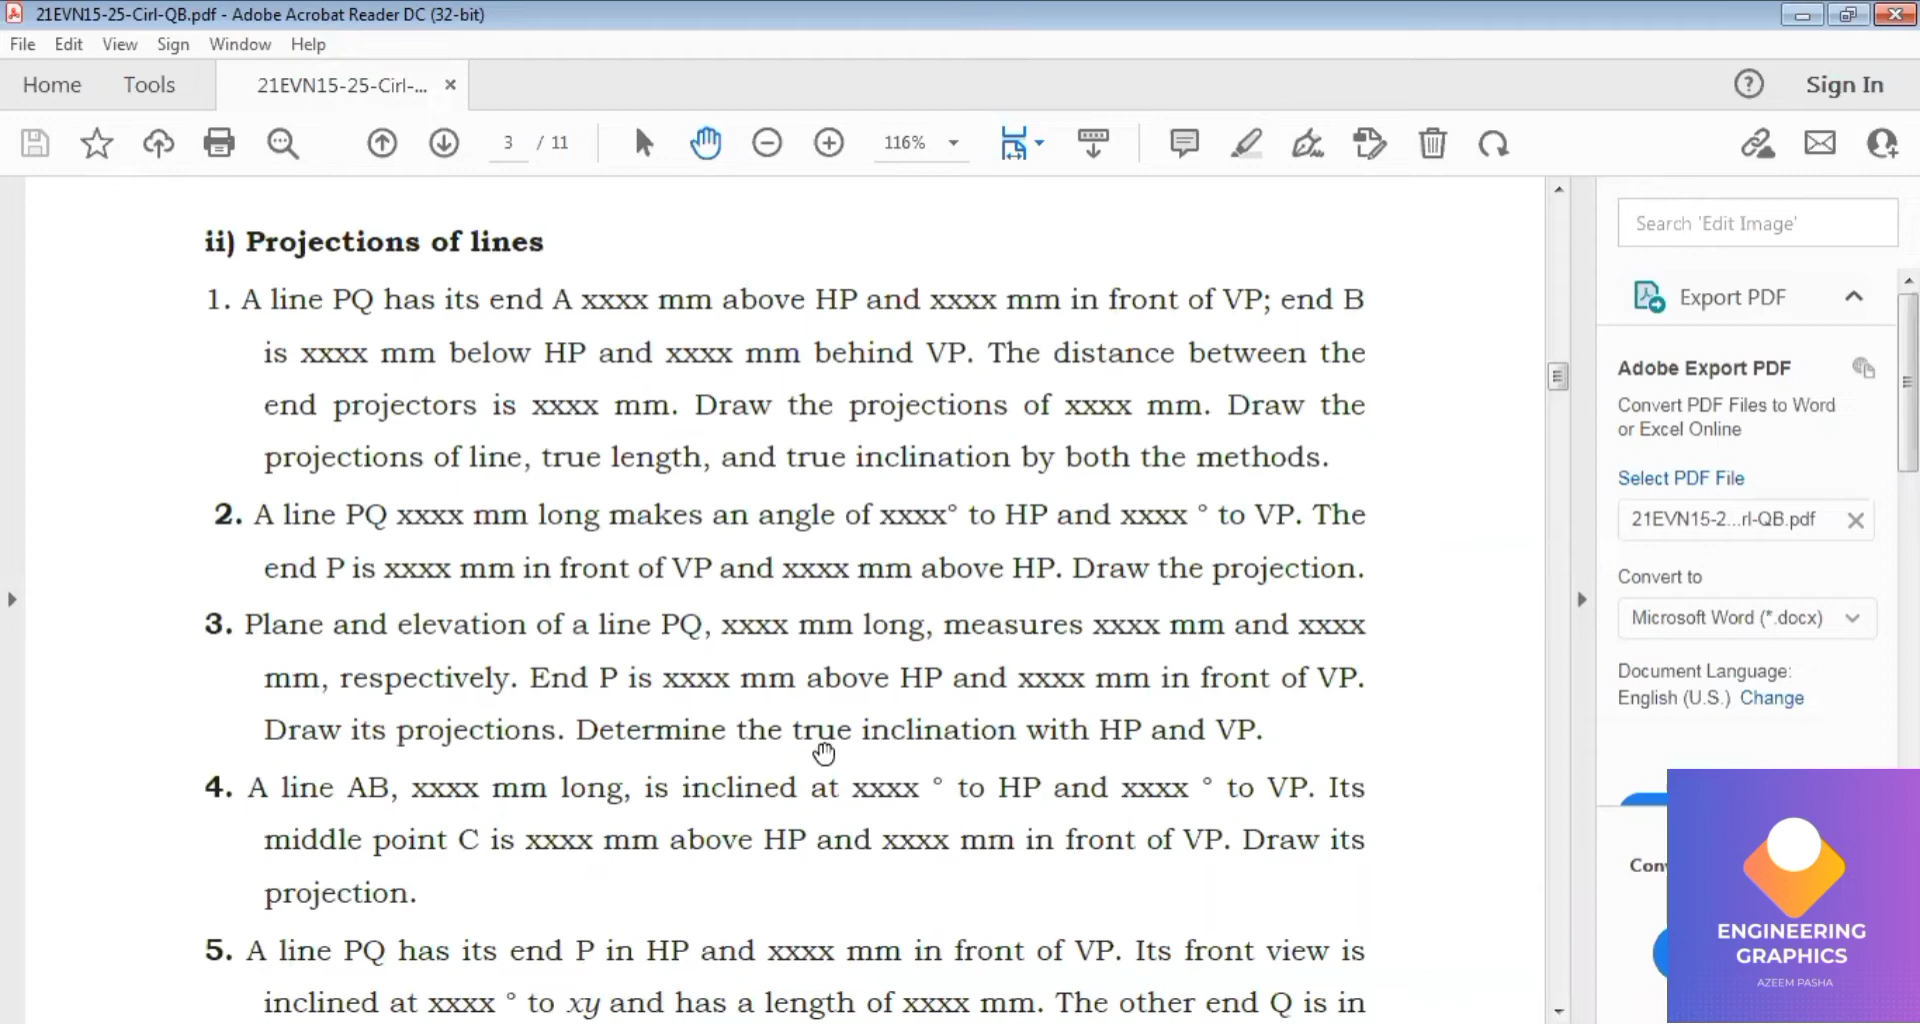 21EVN15-25-Cirl-QB.pdf - Adobe Acrobat Reader DC (32-bit)
File Edit View Sign Window Help
Home Tools 21EVN15-25-Cirl-... × ? Sign In
3 / 11 116%
ii) Projections of lines
1. A line PQ has its end A xxxx mm above HP and xxxx mm in front of VP; end B
is xxxx mm below HP and xxxx mm behind VP. The distance between the
end projectors is xxxx mm. Draw the projections of xxxx mm. Draw the
projections of line, true length, and true inclination by both the methods.
2. A line PQ xxxx mm long makes an angle of xxxx° to HP and xxxx ° to VP. The
end P is xxxx mm in front of VP and xxxx mm above HP. Draw the projection.
3. Plane and elevation of a line PQ, xxxx mm long, measures xxxx mm and xxxx
mm, respectively. End P is xxxx mm above HP and xxxx mm in front of VP.
Draw its projections. Determine the true inclination with HP and VP.
4. A line AB, xxxx mm long, is inclined at xxxx ° to HP and xxxx ° to VP. Its
middle point C is xxxx mm above HP and xxxx mm in front of VP. Draw its
projection.
5. A line PQ has its end P in HP and xxxx mm in front of VP. Its front view is
inclined at xxxx ° to xy and has a length of xxxx mm. The other end Q is in
Search 'Edit Image'
Export PDF
Adobe Export PDF
Convert PDF Files to Word
or Excel Online
Select PDF File
21EVN15-2...rl-QB.pdf
Convert to
Microsoft Word (*.docx)
Document Language:
English (U.S.) Change
ENGINEERING
GRAPHICS
AZEEM PASHA